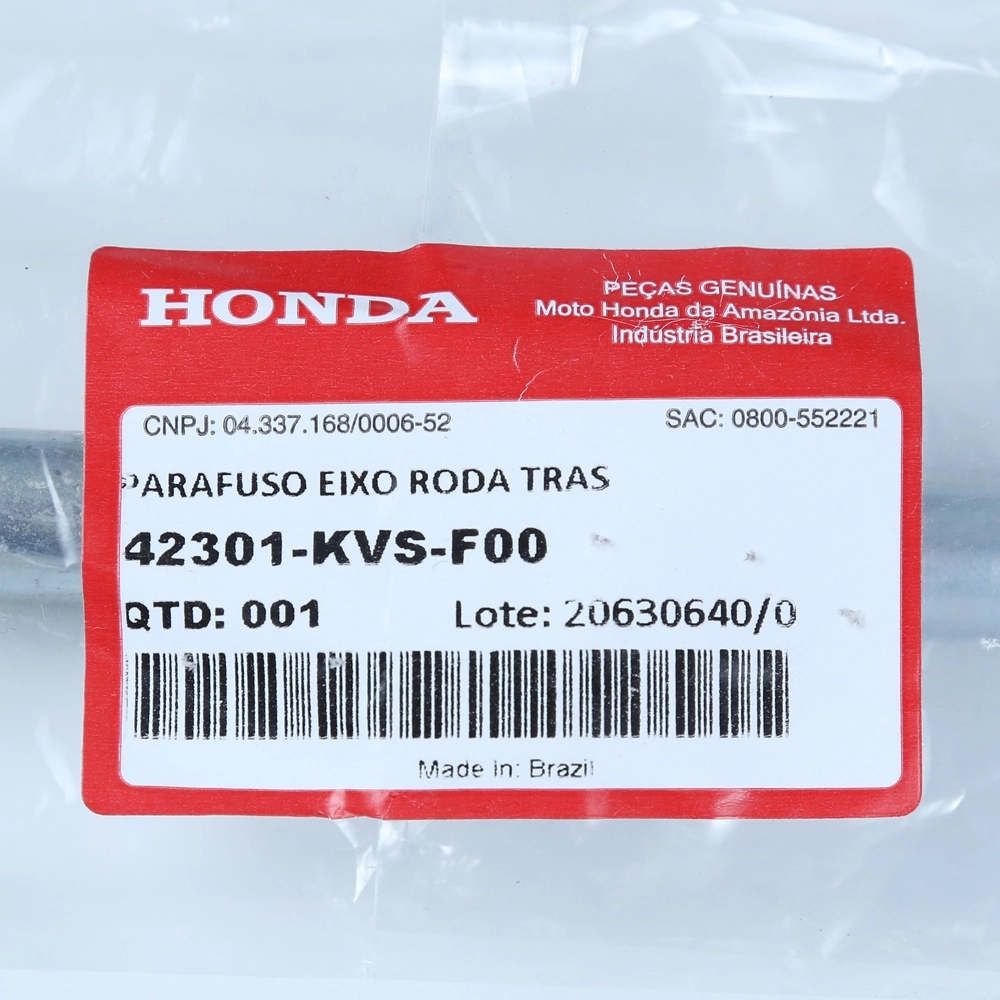 HONDA
PEÇAS GENUÍNAS
Moto Honda da Amazônia Ltda.
Indústria Brasileira
CNPJ: 04.337.168/0006-52
SAC: 0800-552221
PARAFUSO EIXO RODA TRAS
42301-KVS-F00
QTD: 001
Lote: 20630640/0
Made in: Brazil